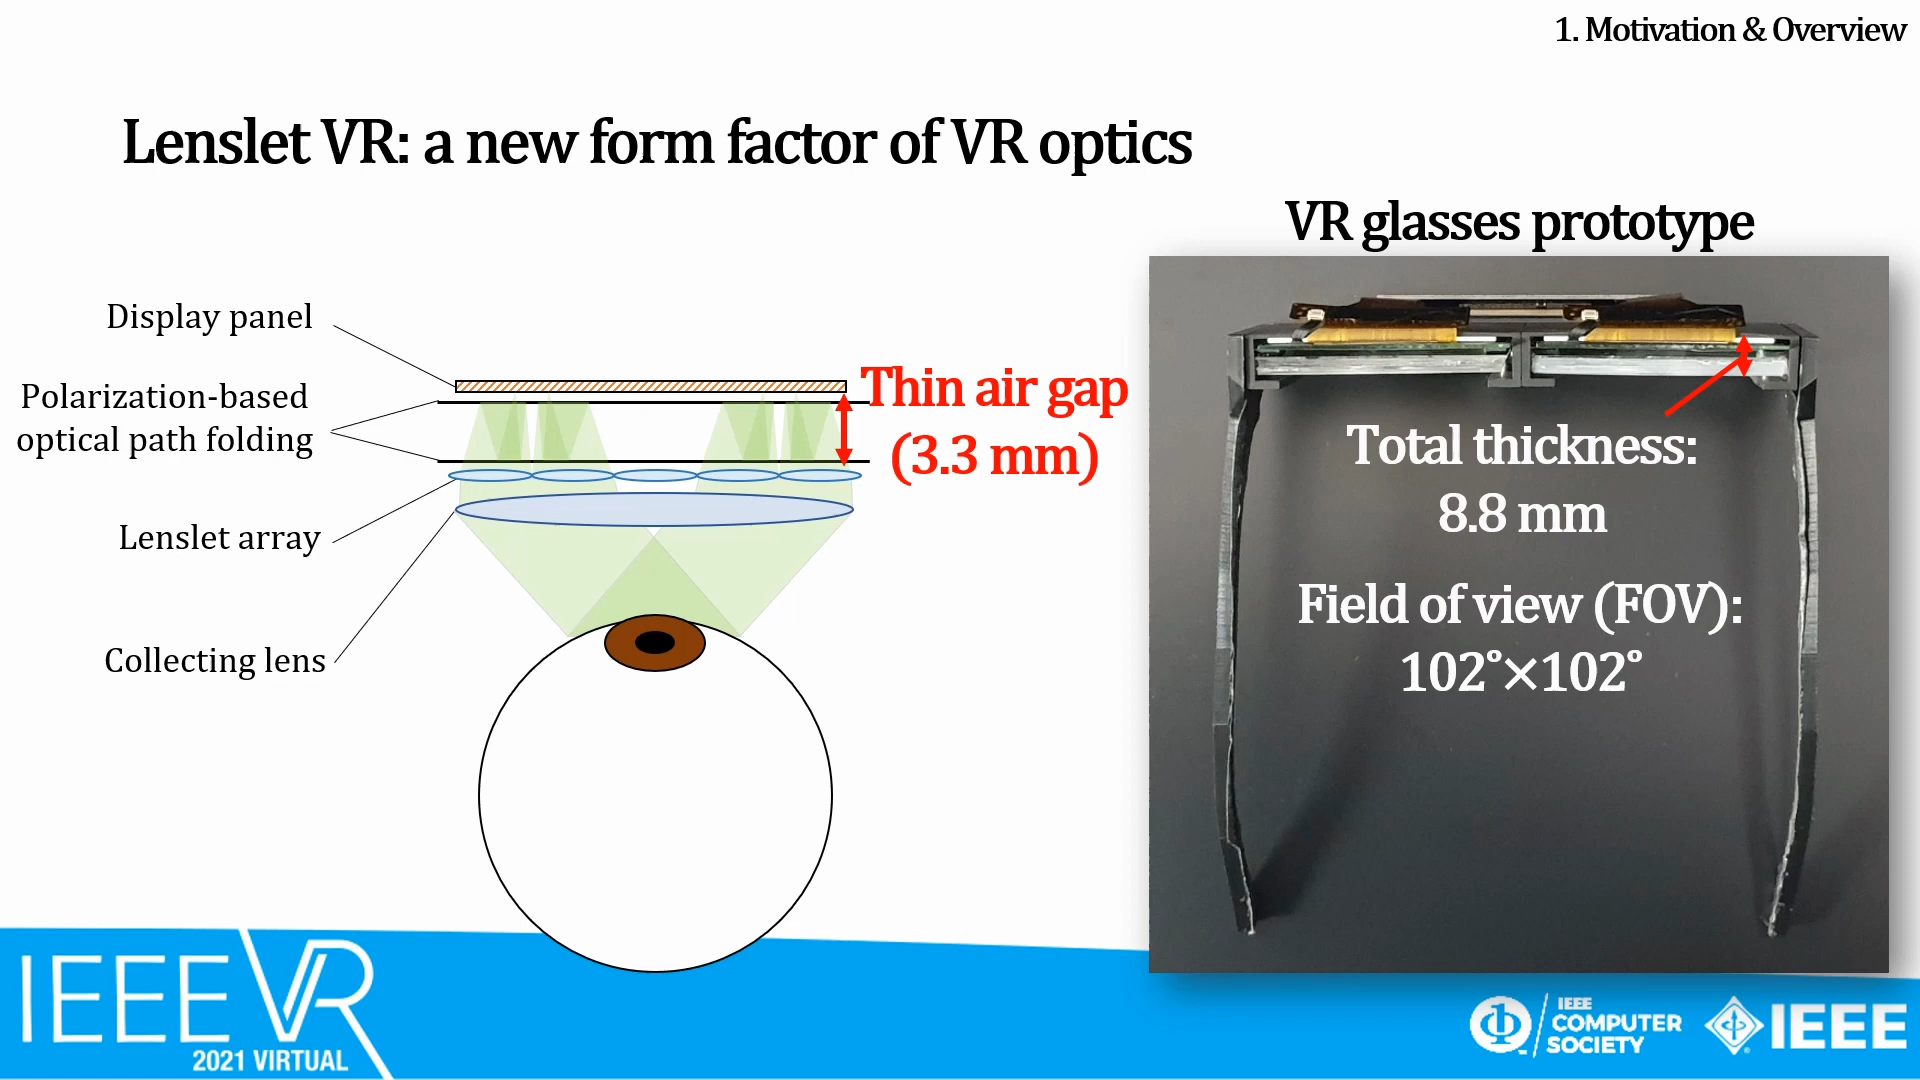 1. Motivation & Overview
Lenslet VR: a new form factor of VR optics
VR glasses prototype
Display panel
Polarization-based
optical path folding
Lenslet array
Collecting lens
Thin air gap
(3.3 mm)
Total thickness:
8.8 mm
Field of view (FOV):
102°×102°
IEEE VR
2021 VIRTUAL
IEEE
COMPUTER
SOCIETY
IEEE